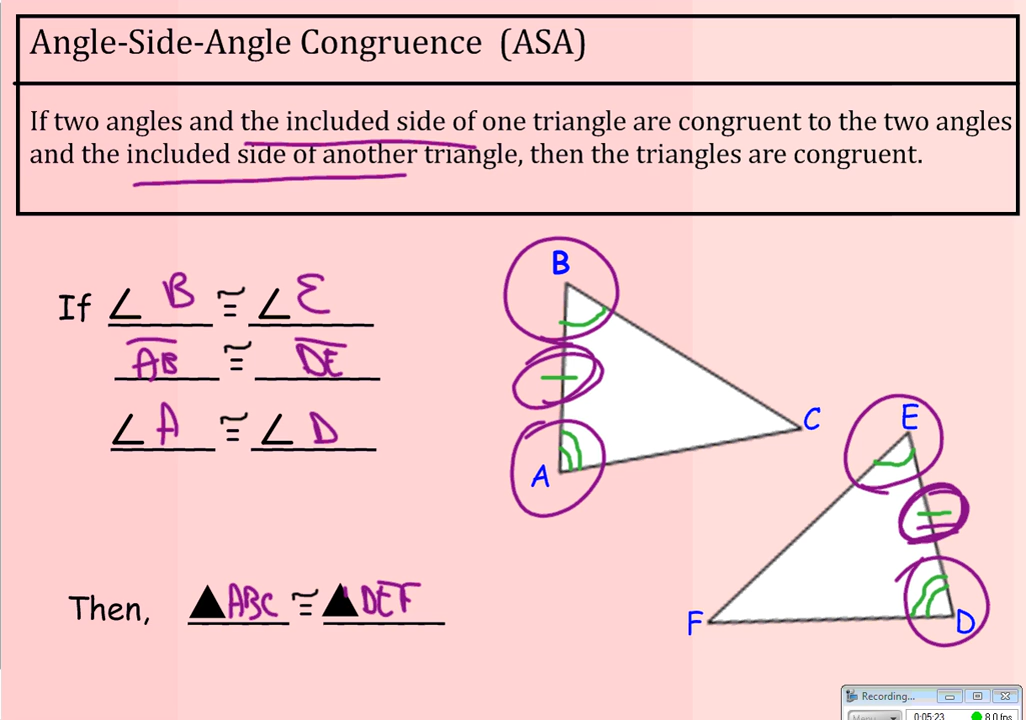 Angle-Side-Angle Congruence (ASA)
If two angles and the included side of one triangle are congruent to the two angles
and the included side of another triangle, then the triangles are congruent.
If ∠ B ≅ ∠ E
AB ≅ DE
∠ A ≅ ∠ D
Then, ▲ABC ≅ ▲DEF
B
C
A
E
F
D
Recording...
Menu
0:05:23
8.0 fps